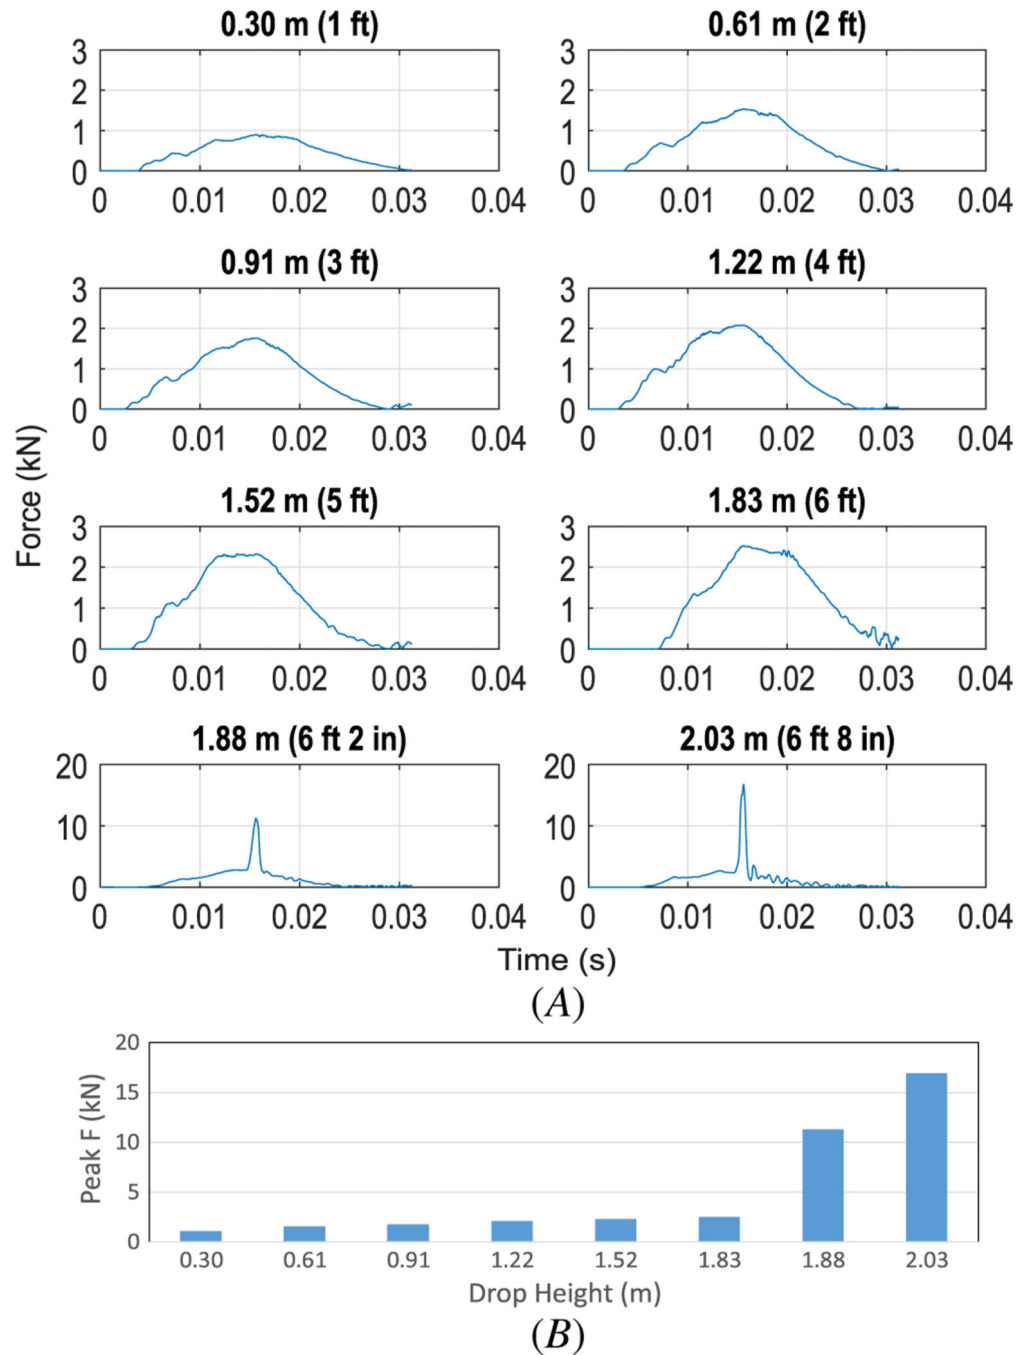 0.30 m (1 ft)
0.61 m (2 ft)
3
2
1
0
0 0.01 0.02 0.03 0.04
3
2
1
0
0 0.01 0.02 0.03 0.04
0.91 m (3 ft)
1.22 m (4 ft)
3
2
1
0
0 0.01 0.02 0.03 0.04
3
2
1
0
0 0.01 0.02 0.03 0.04
Force (kN)
1.52 m (5 ft)
1.83 m (6 ft)
3
2
1
0
0 0.01 0.02 0.03 0.04
3
2
1
0
0 0.01 0.02 0.03 0.04
1.88 m (6 ft 2 in)
2.03 m (6 ft 8 in)
20
10
0
0 0.01 0.02 0.03 0.04
20
10
0
0 0.01 0.02 0.03 0.04
Time (s)
(A)
Peak F (kN)
20
15
10
5
0
0.30 0.61 0.91 1.22 1.52 1.83 1.88 2.03
Drop Height (m)
(B)